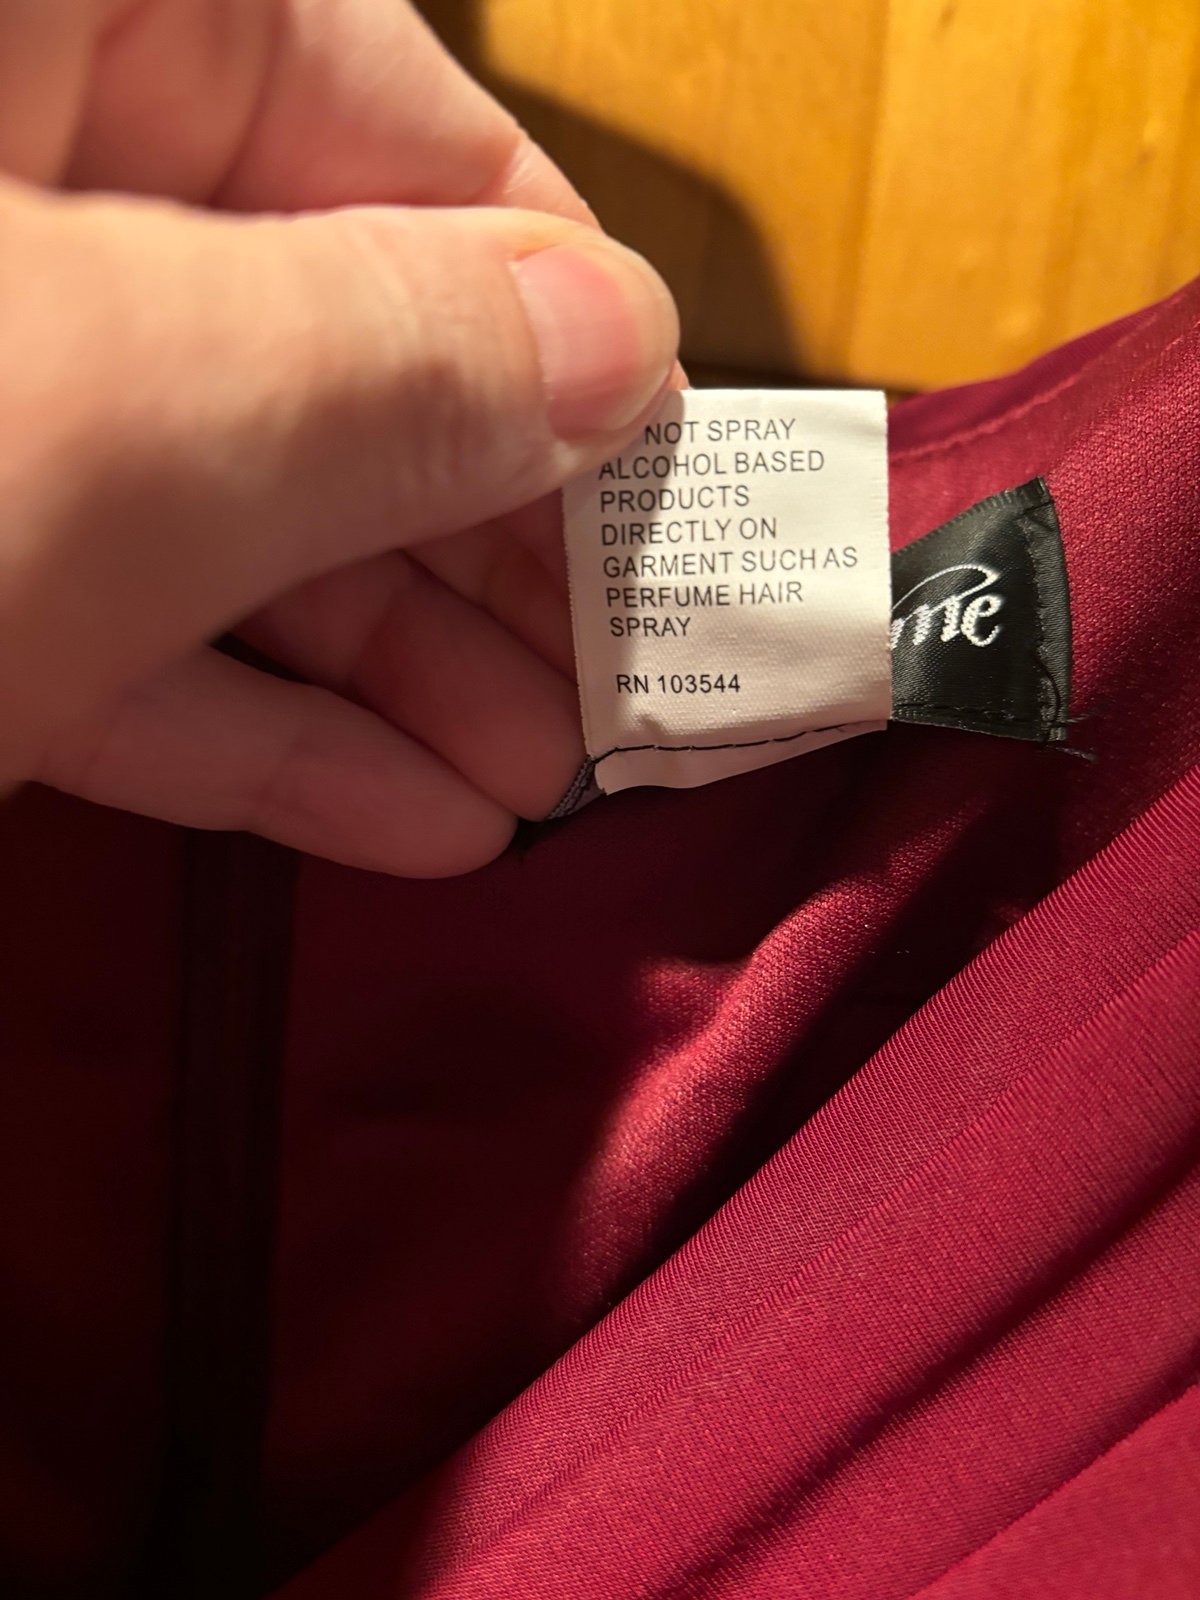 NOT SPRAY
ALCOHOL BASED
PRODUCTS
DIRECTLY ON
GARMENT SUCH AS
PERFUME HAIR
SPRAY
RN 103544